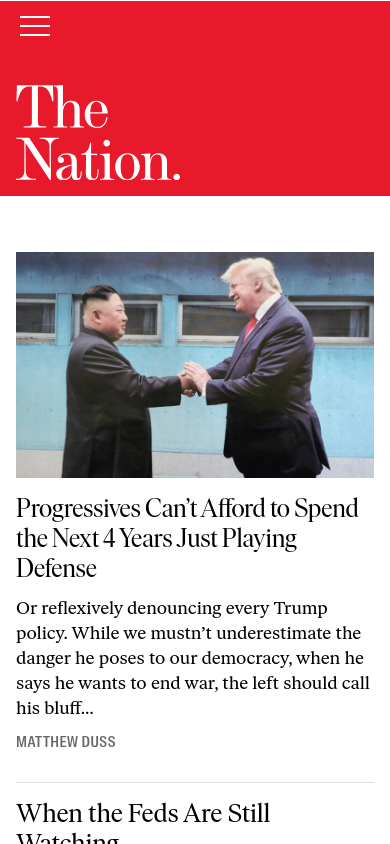 The
Nation.
Progressives Can’t Afford to Spend
the Next 4 Years Just Playing
Defense
Or reflexively denouncing every Trump
policy. While we mustn’t underestimate the
danger he poses to our democracy, when he
says he wants to end war, the left should call
his bluff...
MATTHEW DUSS
When the Feds Are Still
Watching